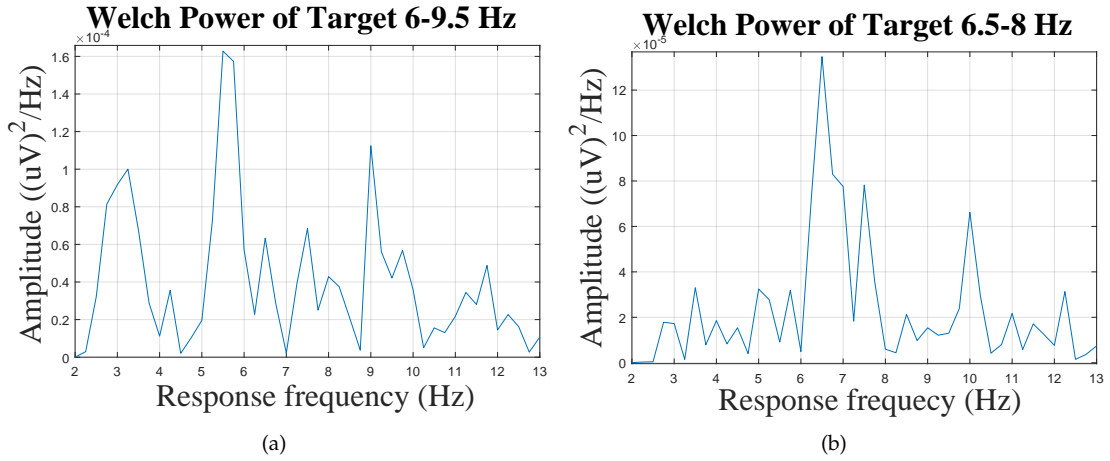 Welch Power of Target 6-9.5 Hz
×10-4
1.6
1.4
1.2
1
0.8
0.6
0.4
0.2
0
2 3 4 5 6 7 8 9 10 11 12 13
Amplitude ((uV)2/Hz)
Response frequency (Hz)
(a)
Welch Power of Target 6.5-8 Hz
×10-5
12
10
8
6
4
2
0
2 3 4 5 6 7 8 9 10 11 12 13
Amplitude ((uV)2/Hz)
Response frequecy (Hz)
(b)